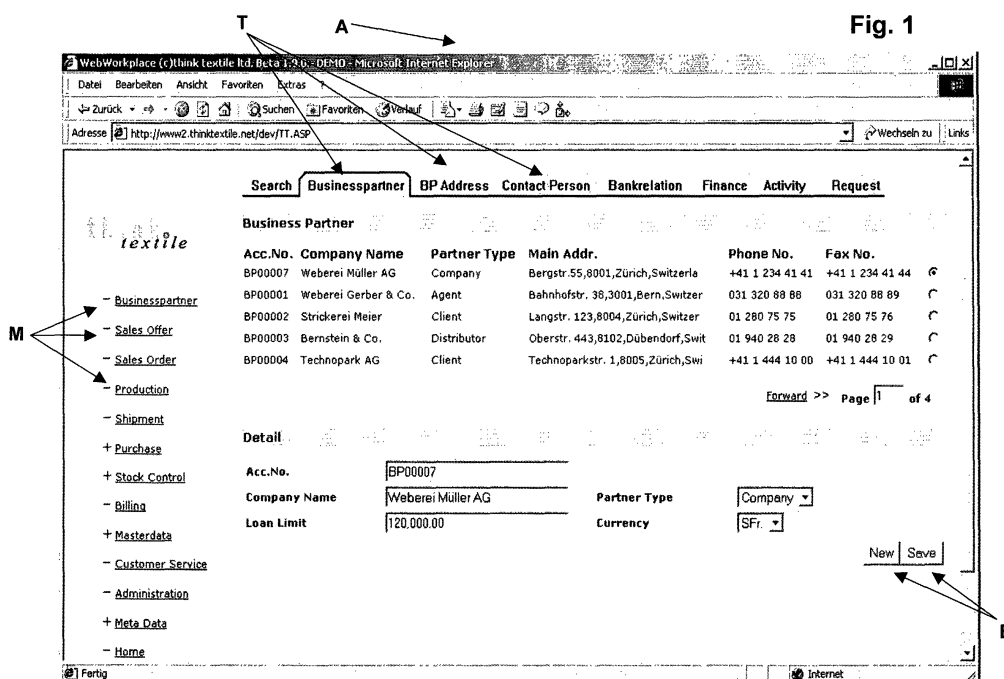 T A Fig. 1
WebWorkplace (c)think textile ltd. Beta 1.9.6. - DEMO - Microsoft Internet Explorer
Datei Bearbeiten Ansicht Favoriten Extras ?
Zurück Suchen Favoriten Verlauf
Adresse http://www2.thinktextile.net/dev/TT.ASP Wechseln zu Links
Search Businesspartner BP Address Contact Person Bankrelation Finance Activity Request
think textile
Business Partner
Acc.No. Company Name Partner Type Main Addr. Phone No. Fax No.
BP00007 Weberei Müller AG Company Bergstr.55,8001,Zürich,Switzerla +41 1 234 41 41 +41 1 234 41 44
BP00001 Weberei Gerber & Co. Agent Bahnhofstr. 38,3001,Bern,Switzer 031 320 88 88 031 320 88 89
BP00002 Strickerei Meier Client Langstr. 123,8004,Zürich,Switzer 01 280 75 75 01 280 75 76
BP00003 Bernstein & Co. Distributor Oberstr. 443,8102,Dübendorf,Swit 01 940 28 28 01 940 28 29
BP00004 Technopark AG Client Technoparkstr. 1,8005,Zürich,Swi +41 1 444 10 00 +41 1 444 10 01
Forward >> Page 1 of 4
M
- Businesspartner
- Sales Offer
- Sales Order
- Production
- Shipment
+ Purchase
+ Stock Control
- Billing
+ Masterdata
- Customer Service
- Administration
+ Meta Data
- Home
Detail
Acc.No. BP00007
Company Name Weberei Müller AG Partner Type Company
Loan Limit 120,000.00 Currency SFr.
New Save
Fertig Internet